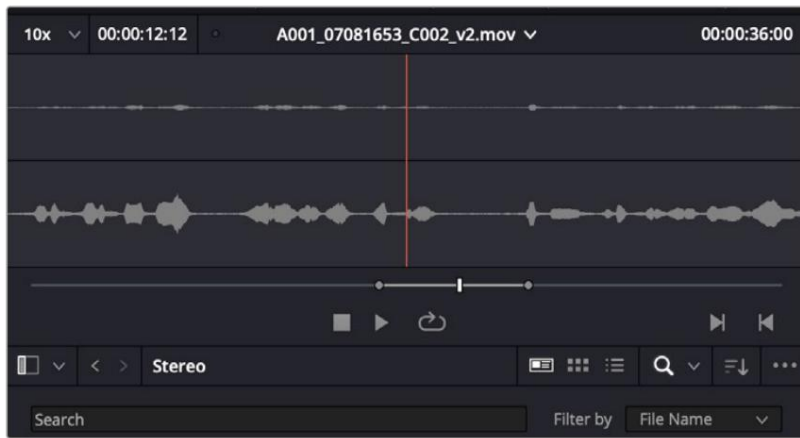 10x 00:00:12:12 A001_07081653_C002_v2.mov 00:00:36:00
Stereo
Search Filter by File Name